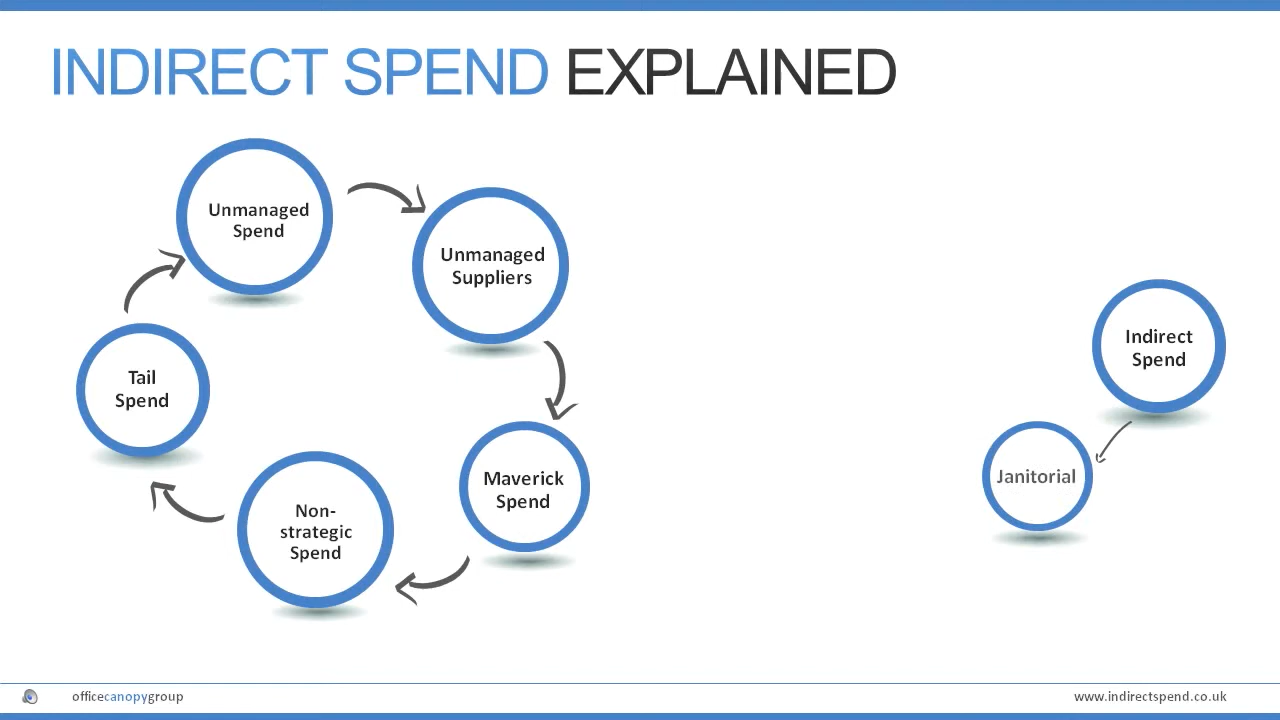 INDIRECT SPEND EXPLAINED
Unmanaged
Spend
Unmanaged
Suppliers
Maverick
Spend
Non-
strategic
Spend
Tail
Spend
Indirect
Spend
Janitorial
officecanopygroup
www.indirectspend.co.uk